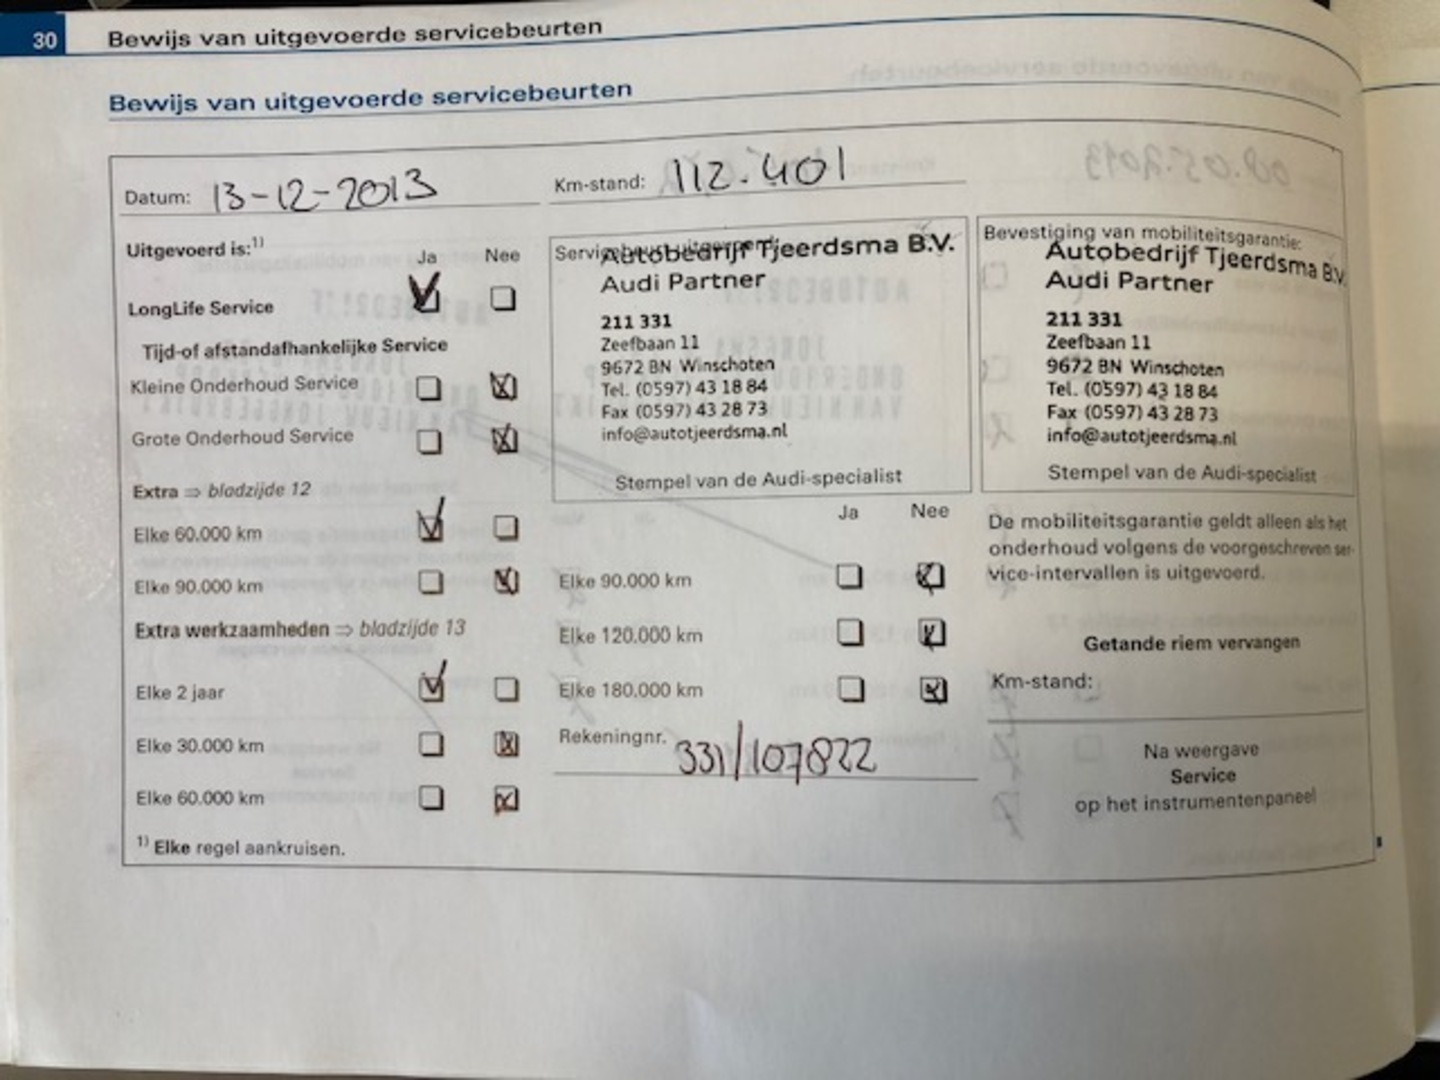 30 Bewijs van uitgevoerde servicebeurten
Bewijs van uitgevoerde servicebeurten
Datum: 13-12-2013
Km-stand: 112.401
Uitgevoerd is:1)
Ja Nee
LongLife Service
Tijd-of afstandafhankelijke Service
Kleine Onderhoud Service
Grote Onderhoud Service
Extra ⇒ bladzijde 12
Elke 60.000 km
Elke 90.000 km
Extra werkzaamheden ⇒ bladzijde 13
Elke 2 jaar
Elke 30.000 km
Elke 60.000 km
1) Elke regel aankruisen.
Servicebeurt uitgevoerd:
Autobedrijf Tjeerdsma B.V.
Audi Partner
211 331
Zeefbaan 11
9672 BN Winschoten
Tel. (0597) 43 18 84
Fax (0597) 43 28 73
info@autotjeerdsma.nl
Stempel van de Audi-specialist
Ja Nee
Elke 90.000 km
Elke 120.000 km
Elke 180.000 km
Rekeningnr. 331/107822
Bevestiging van mobiliteitsgarantie:
Autobedrijf Tjeerdsma B.V.
Audi Partner
211 331
Zeefbaan 11
9672 BN Winschoten
Tel. (0597) 43 18 84
Fax (0597) 43 28 73
info@autotjeerdsma.nl
Stempel van de Audi-specialist
De mobiliteitsgarantie geldt alleen als het
onderhoud volgens de voorgeschreven ser-
vice-intervallen is uitgevoerd.
Getande riem vervangen
Km-stand:
Na weergave
Service
op het instrumentenpaneel